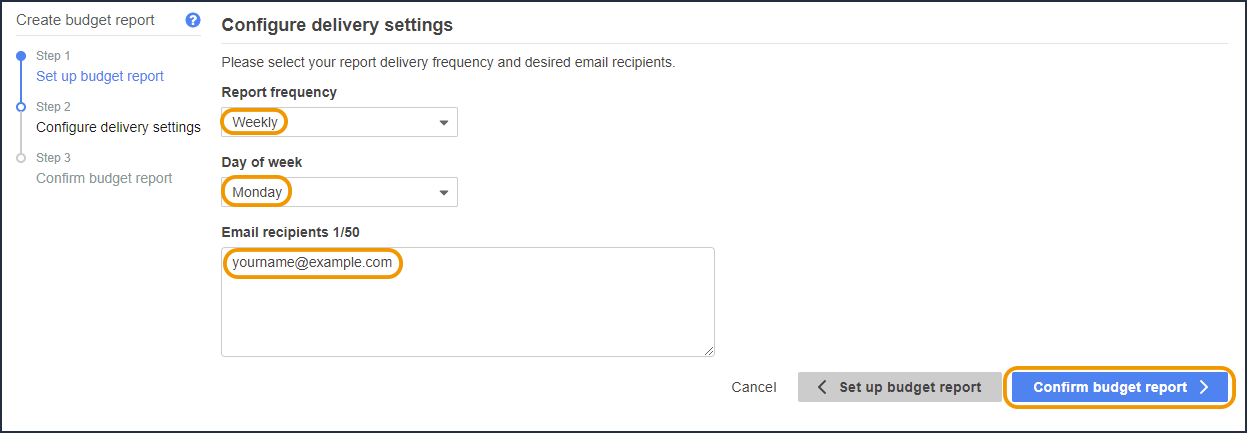 Create budget report
Step 1
Set up budget report
Step 2
Configure delivery settings
Step 3
Confirm budget report
Configure delivery settings
Please select your report delivery frequency and desired email recipients.
Report frequency
Weekly
Day of week
Monday
Email recipients 1/50
yourname@example.com
Cancel
Set up budget report
Confirm budget report